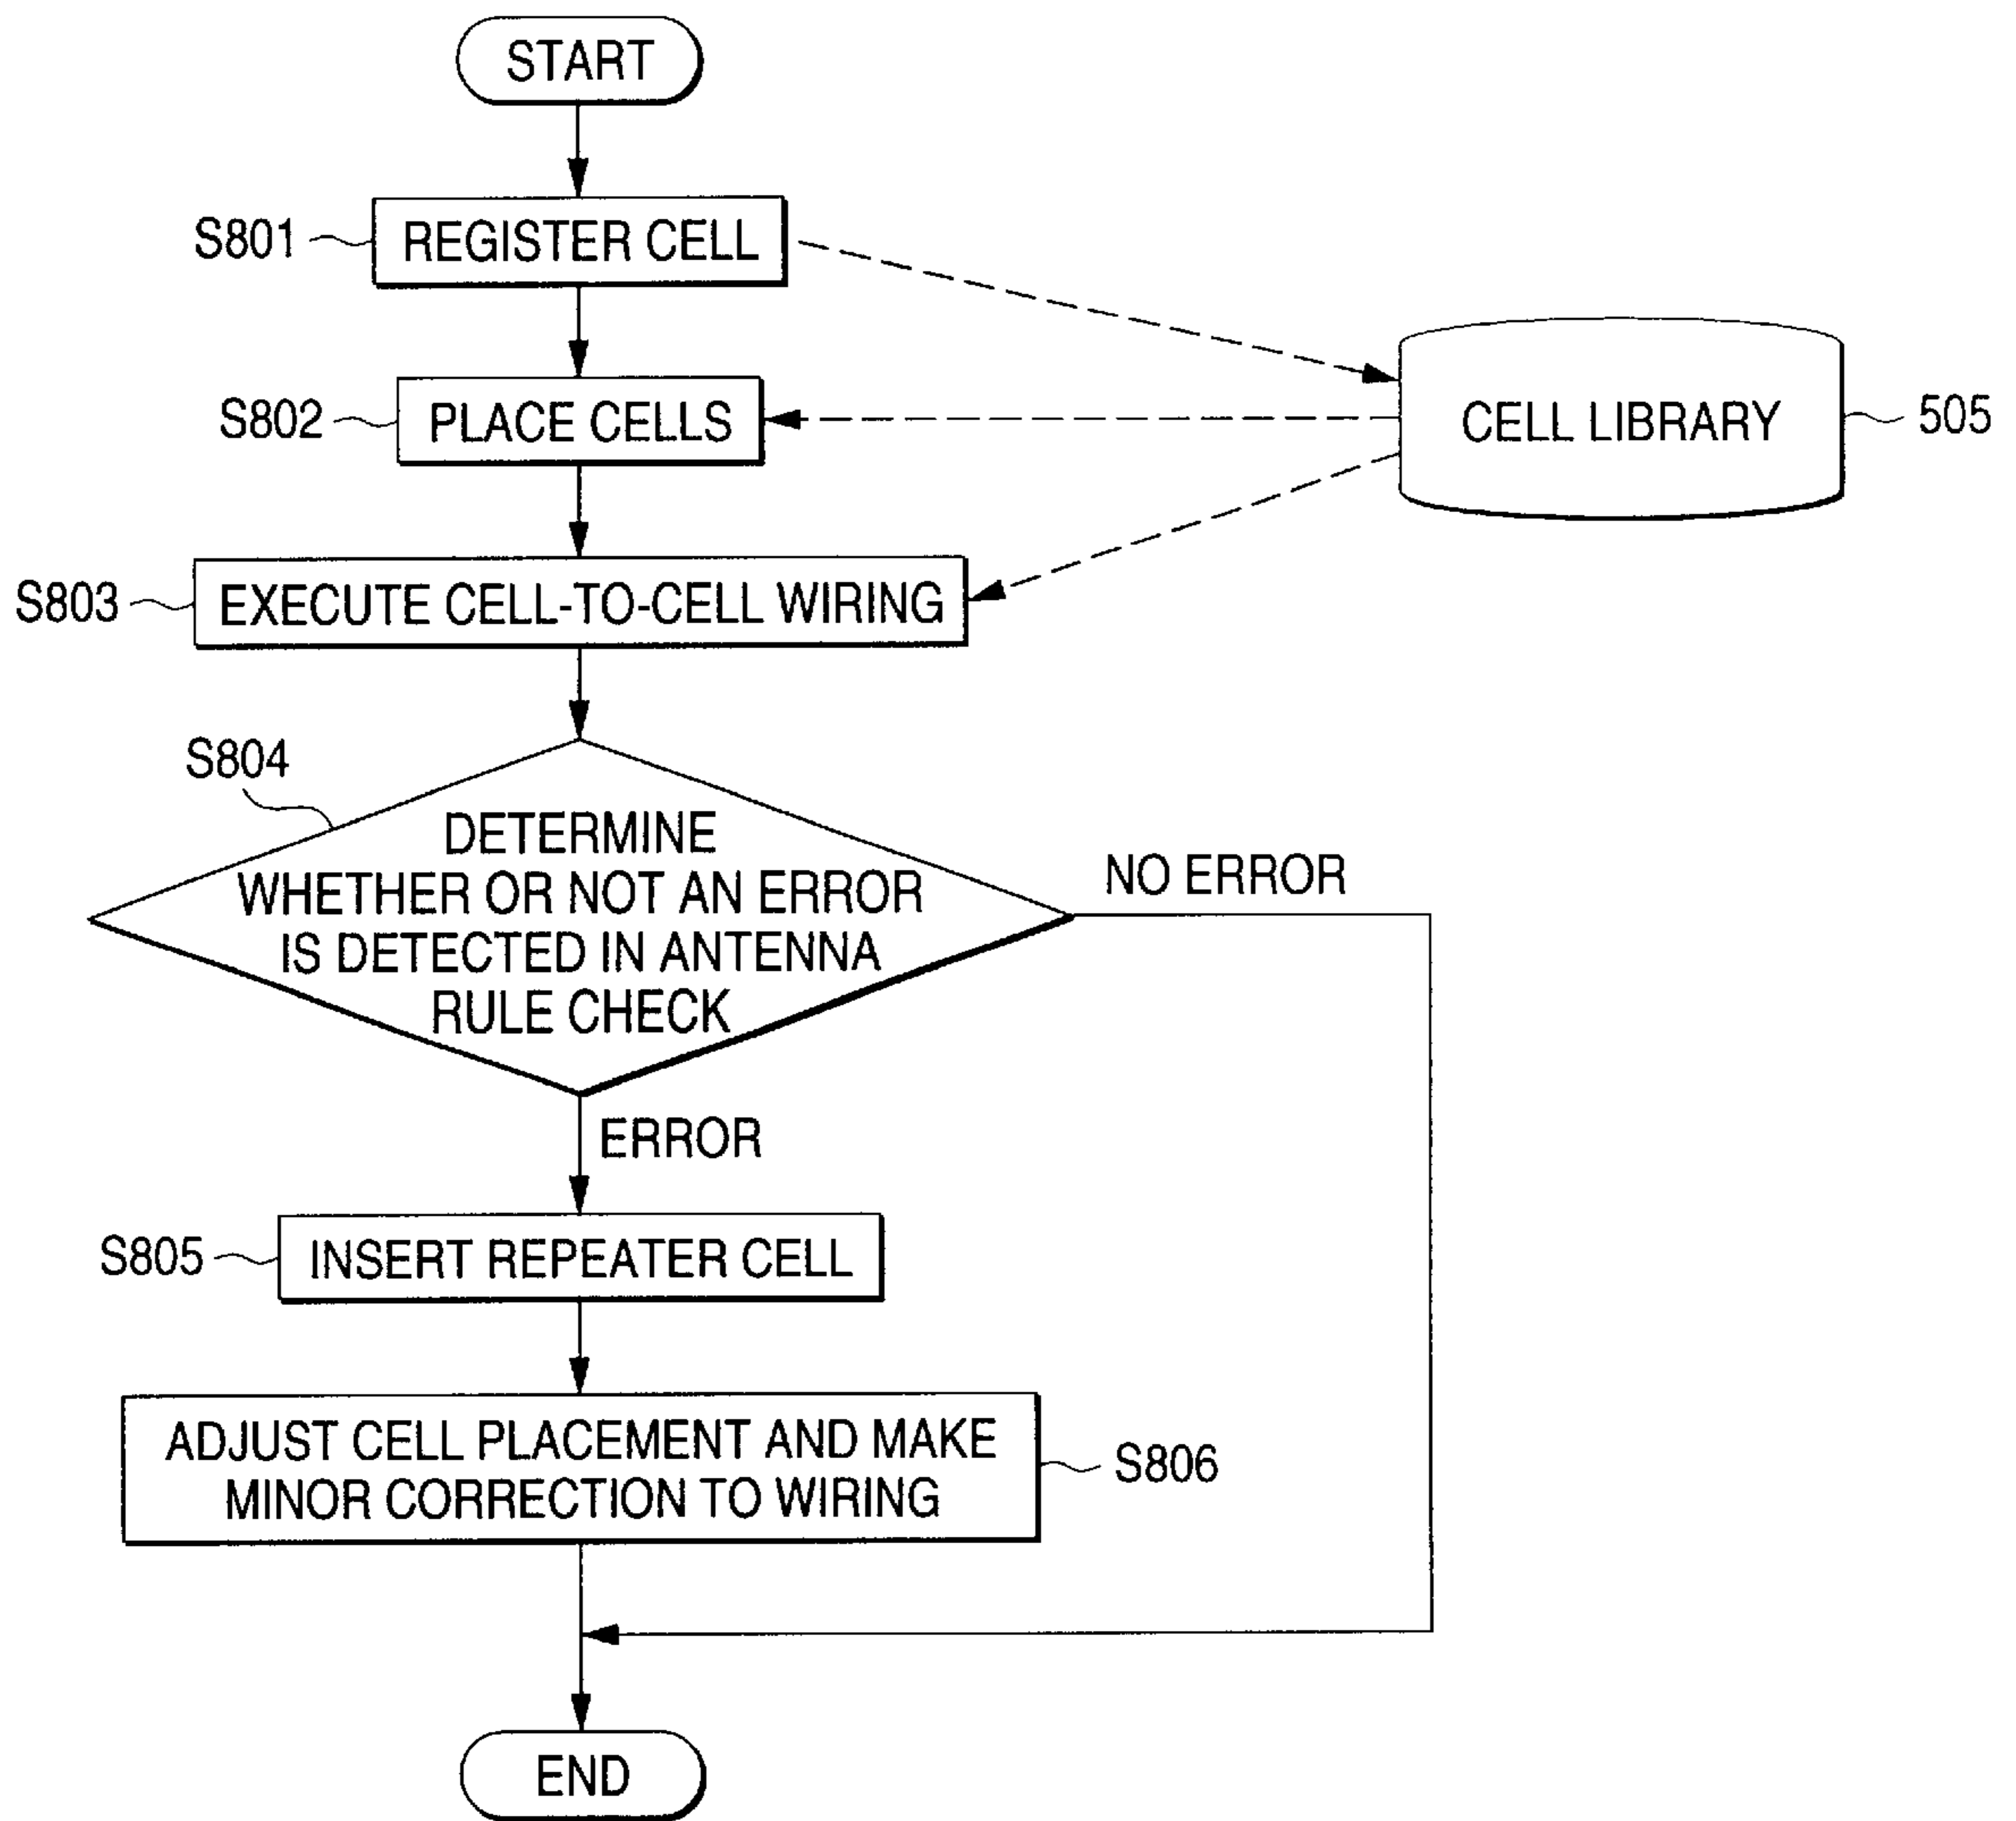 START
S801
REGISTER CELL
S802
PLACE CELLS
CELL LIBRARY
505
S803
EXECUTE CELL-TO-CELL WIRING
S804
DETERMINE
WHETHER OR NOT AN ERROR
IS DETECTED IN ANTENNA
RULE CHECK
NO ERROR
ERROR
S805
INSERT REPEATER CELL
ADJUST CELL PLACEMENT AND MAKE
MINOR CORRECTION TO WIRING
S806
END